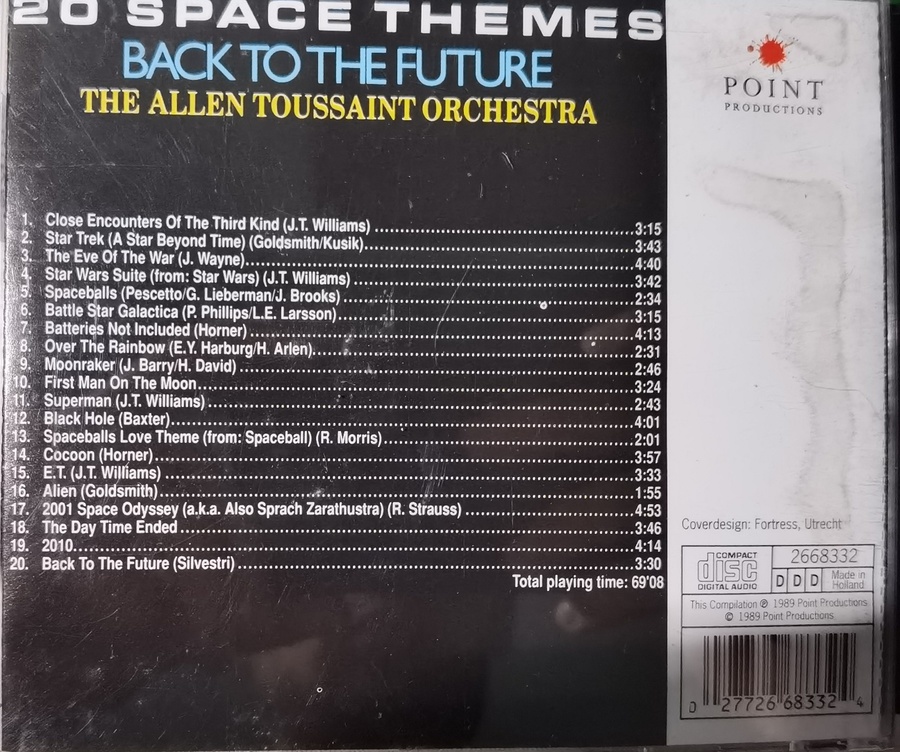 20 SPACE THEMES
BACK TO THE FUTURE
THE ALLEN TOUSSAINT ORCHESTRA
1. Close Encounters Of The Third Kind (J.T. Williams) 3:15
2. Star Trek (A Star Beyond Time) (Goldsmith/Kusik) 3:43
3. The Eve Of The War (J. Wayne) 4:40
4. Star Wars Suite (from: Star Wars) (J.T. Williams) 3:42
5. Spaceballs (Pescetto/G. Lieberman/J. Brooks) 2:34
6. Battle Star Galactica (P. Phillips/L.E. Larsson) 3:15
7. Batteries Not Included (Horner) 4:13
8. Over The Rainbow (E.Y. Harburg/H. Arlen) 2:31
9. Moonraker (J. Barry/H. David) 2:46
10. First Man On The Moon 3:24
11. Superman (J.T. Williams) 2:43
12. Black Hole (Baxter) 4:01
13. Spaceballs Love Theme (from: Spaceball) (R. Morris) 2:01
14. Cocoon (Horner) 3:57
15. E.T. (J.T. Williams) 3:33
16. Alien (Goldsmith) 1:55
17. 2001 Space Odyssey (a.k.a. Also Sprach Zarathustra) (R. Strauss) 4:53
18. The Day Time Ended 3:46
19. 2010 4:14
20. Back To The Future (Silvestri) 3:30
Total playing time: 69'08
POINT
PRODUCTIONS
Coverdesign: Fortress, Utrecht
COMPACT
disc
DIGITAL AUDIO
2668332
D D D
Made in
Holland
This Compilation ℗ 1989 Point Productions
© 1989 Point Productions
0 27726 68332 4